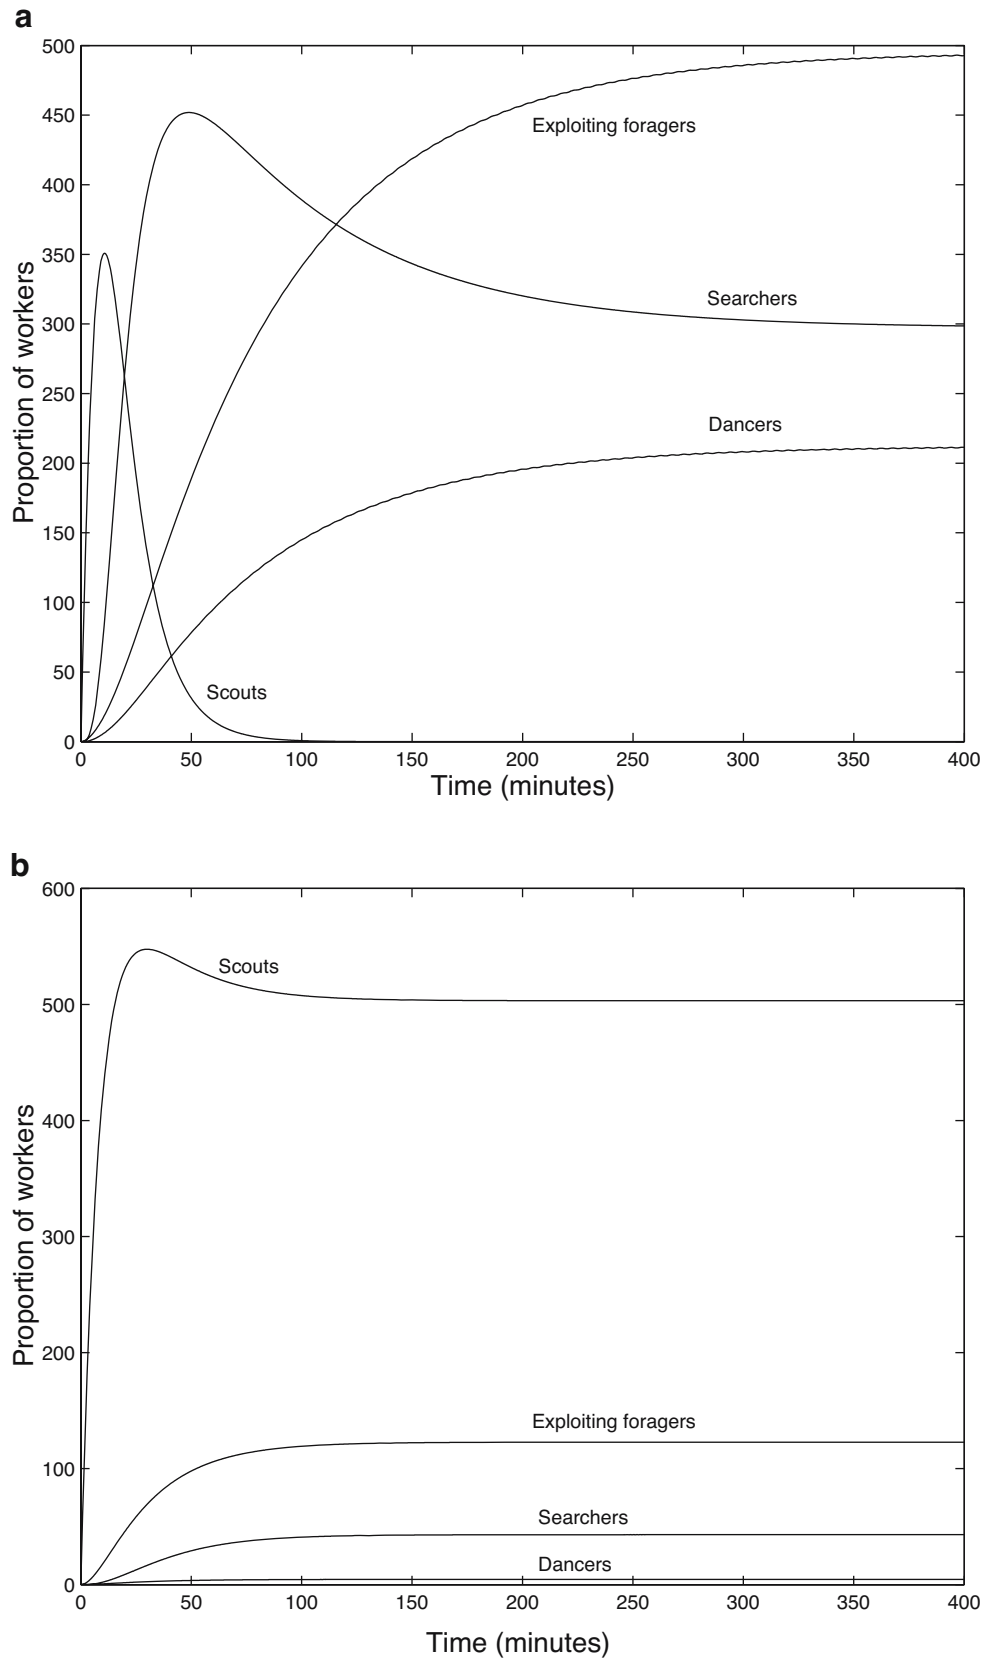 a
500
450
400
350
300
250
200
150
100
50
0
Proportion of workers
Exploiting foragers
Searchers
Dancers
Scouts
0 50 100 150 200 250 300 350 400
Time (minutes)
b
600
500
400
300
200
100
0
Proportion of workers
Scouts
Exploiting foragers
Searchers
Dancers
0 50 100 150 200 250 300 350 400
Time (minutes)